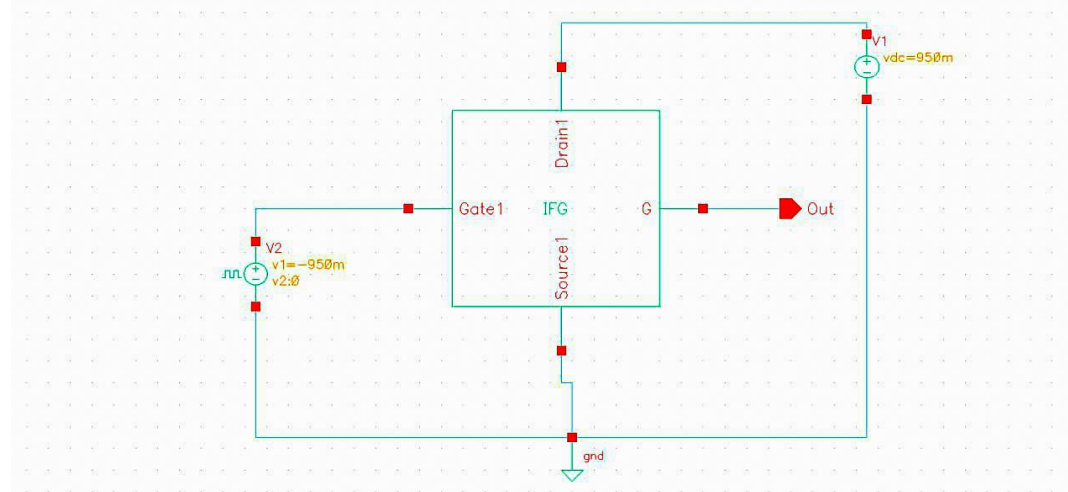 V1
vdc=950m
Drain1
Gate1
IFG
G
Out
Source1
V2
v1=-950m
v2:0
gnd